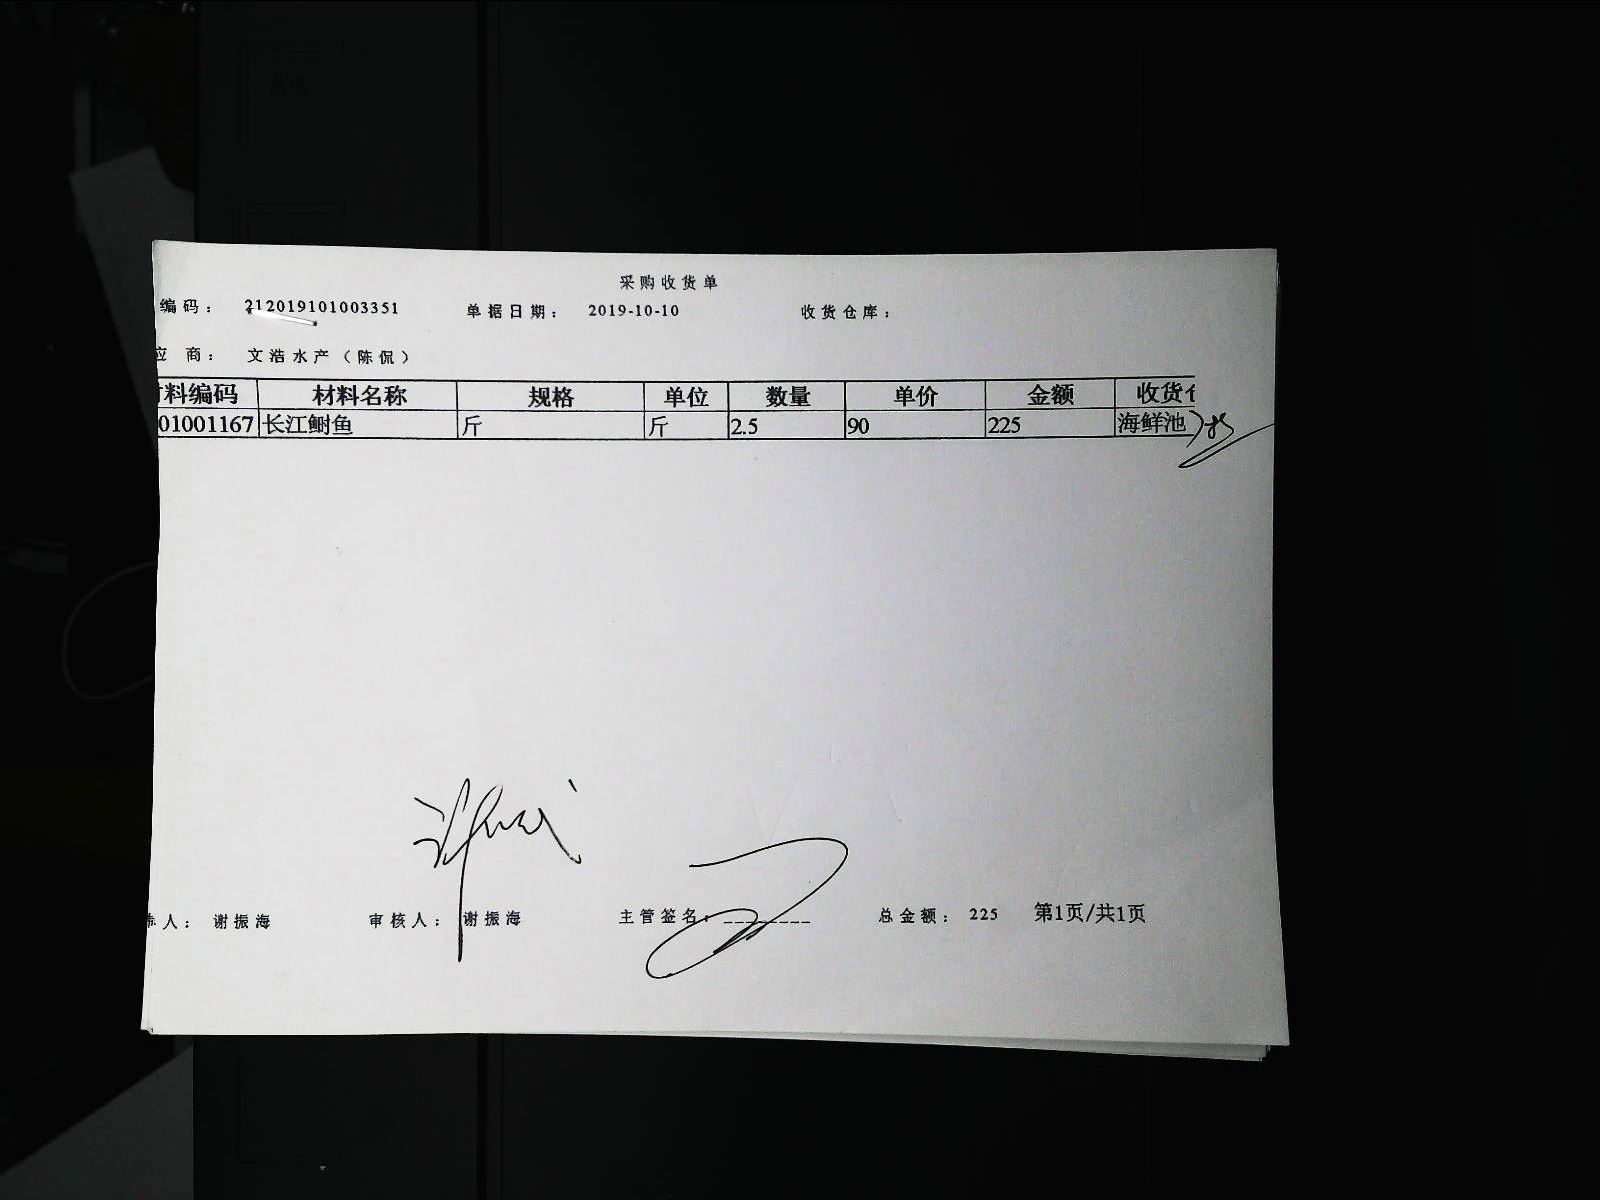 采购收货单
编码： 212019101003351 单据日期： 2019-10-10 收货仓库：
应 商： 文浩水产（陈侃）
材料编码 材料名称 规格 单位 数量 单价 金额 收货仓
01001167 长江鲥鱼 斤 斤 2.5 90 225 海鲜池
人： 谢振海 审核人： 谢振海 主管签名：________ 总金额： 225 第1页/共1页